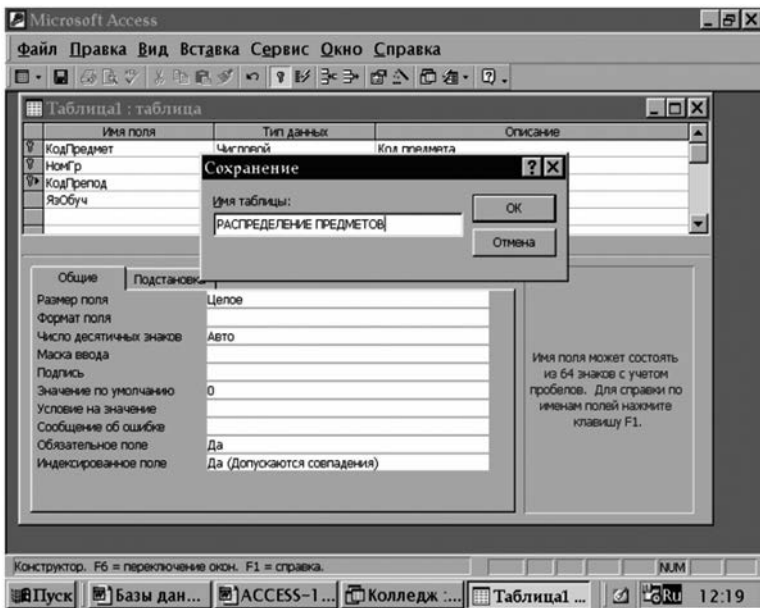 Microsoft Access
Файл Правка Вид Вставка Сервис Окно Справка
Таблица1 : таблица
Имя поля Тип данных Описание
КодПредмет Числовой Код предмета
НомГр
КодПрепод
ЯзОбуч
Сохранение
Имя таблицы:
РАСПРЕДЕЛЕНИЕ ПРЕДМЕТОВ
ОК
Отмена
Общие Подстановка
Размер поля Целое
Формат поля
Число десятичных знаков Авто
Маска ввода
Подпись
Значение по умолчанию 0
Условие на значение
Сообщение об ошибке
Обязательное поле Да
Индексированное поле Да (Допускаются совпадения)
Имя поля может состоять
из 64 знаков с учетом
пробелов. Для справки по
именам полей нажмите
клавишу F1.
Конструктор. F6 = переключение окон. F1 = справка. NUM
Пуск Базы дан... ACCESS-1... Колледж :... Таблица1 ... Ru 12:19